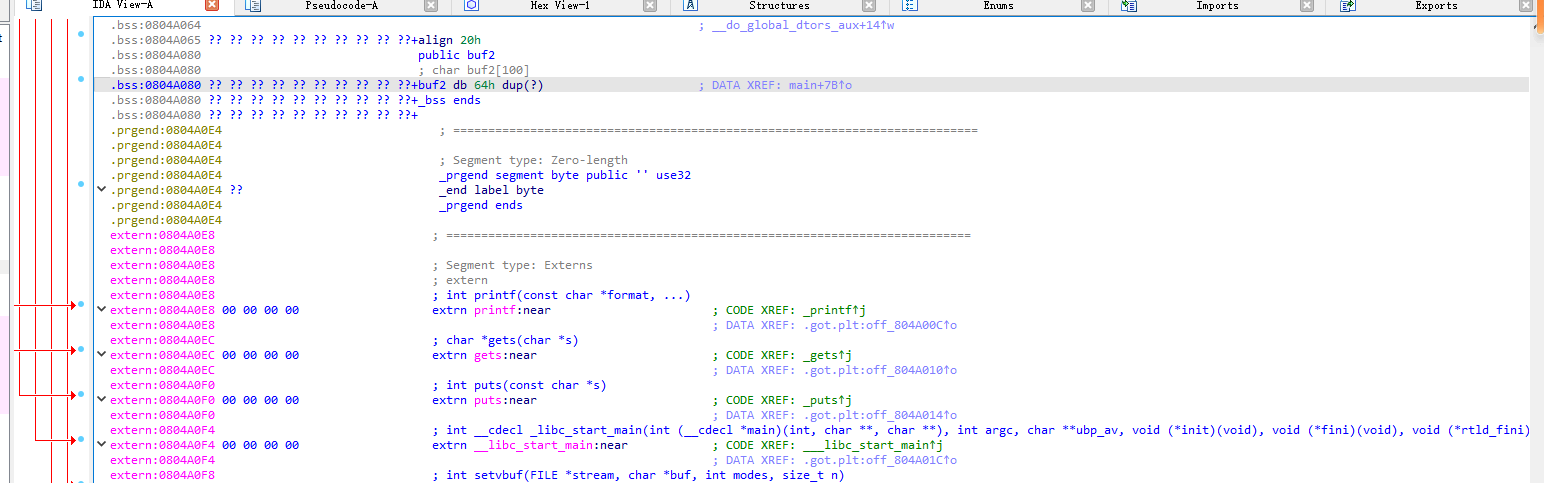 IDA View-A Pseudocode-A Hex View-1 Structures Enums Imports Exports
.bss:0804A064 ; __do_global_dtors_aux+14↑w
.bss:0804A065 ?? ?? ?? ?? ?? ?? ?? ?? ?? ??+align 20h
.bss:0804A080 public buf2
.bss:0804A080 ; char buf2[100]
.bss:0804A080 ?? ?? ?? ?? ?? ?? ?? ?? ?? ??+buf2 db 64h dup(?) ; DATA XREF: main+7B↑o
.bss:0804A080 ?? ?? ?? ?? ?? ?? ?? ?? ?? ??+_bss ends
.bss:0804A080 ?? ?? ?? ?? ?? ?? ?? ?? ?? ??+
.prgend:0804A0E4 ; ===========================================================================
.prgend:0804A0E4
.prgend:0804A0E4 ; Segment type: Zero-length
.prgend:0804A0E4 _prgend segment byte public '' use32
.prgend:0804A0E4 ?? _end label byte
.prgend:0804A0E4 _prgend ends
.prgend:0804A0E4
extern:0804A0E8 ; ===========================================================================
extern:0804A0E8
extern:0804A0E8 ; Segment type: Externs
extern:0804A0E8 ; extern
extern:0804A0E8 ; int printf(const char *format, ...)
extern:0804A0E8 00 00 00 00 extrn printf:near ; CODE XREF: _printf↑j
extern:0804A0E8 ; DATA XREF: .got.plt:off_804A00C↑o
extern:0804A0EC ; char *gets(char *s)
extern:0804A0EC 00 00 00 00 extrn gets:near ; CODE XREF: _gets↑j
extern:0804A0EC ; DATA XREF: .got.plt:off_804A010↑o
extern:0804A0F0 ; int puts(const char *s)
extern:0804A0F0 00 00 00 00 extrn puts:near ; CODE XREF: _puts↑j
extern:0804A0F0 ; DATA XREF: .got.plt:off_804A014↑o
extern:0804A0F4 ; int __cdecl _libc_start_main(int (__cdecl *main)(int, char **, char **), int argc, char **ubp_av, void (*init)(void), void (*fini)(void), void (*rtld_fini)
extern:0804A0F4 00 00 00 00 extrn __libc_start_main:near ; CODE XREF: ___libc_start_main↑j
extern:0804A0F4 ; DATA XREF: .got.plt:off_804A01C↑o
extern:0804A0F8 ; int setvbuf(FILE *stream, char *buf, int modes, size_t n)